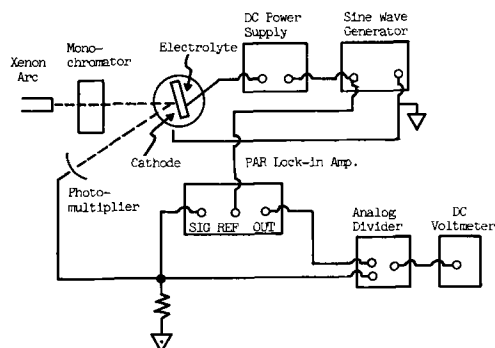 DC Power
Supply
Sine Wave
Generator
Electrolyte
Mono-
chromator
Xenon
Arc
Cathode
PAR Lock-in Amp.
Photo-
multiplier
SIG REF OUT
Analog
Divider
DC
Voltmeter